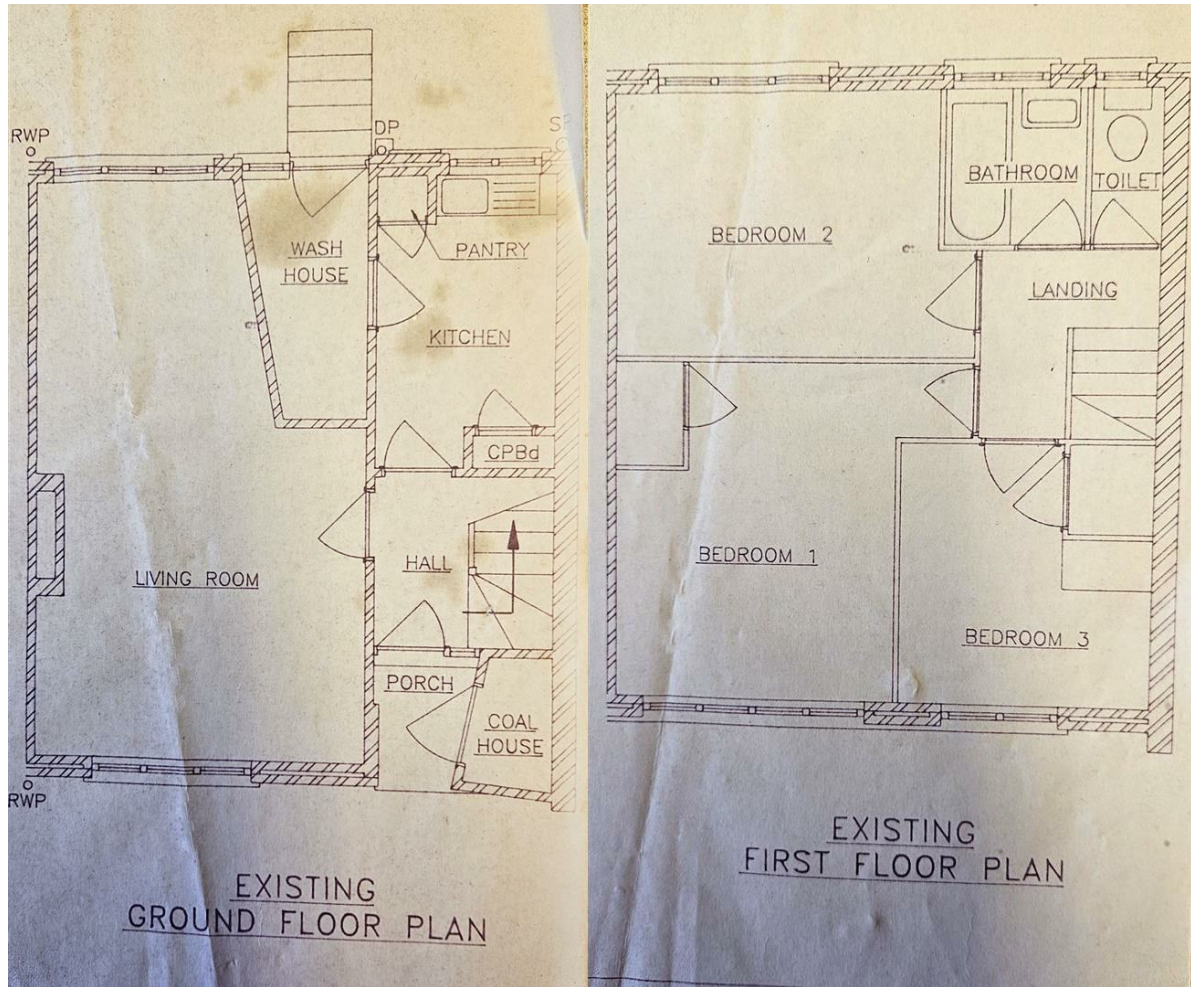 RWP
DP
WASH
HOUSE
PANTRY
KITCHEN
CPBd
HALL
LIVING ROOM
PORCH
COAL
HOUSE
RWP
EXISTING
GROUND FLOOR PLAN
BATHROOM
TOILET
BEDROOM 2
LANDING
BEDROOM 1
BEDROOM 3
EXISTING
FIRST FLOOR PLAN